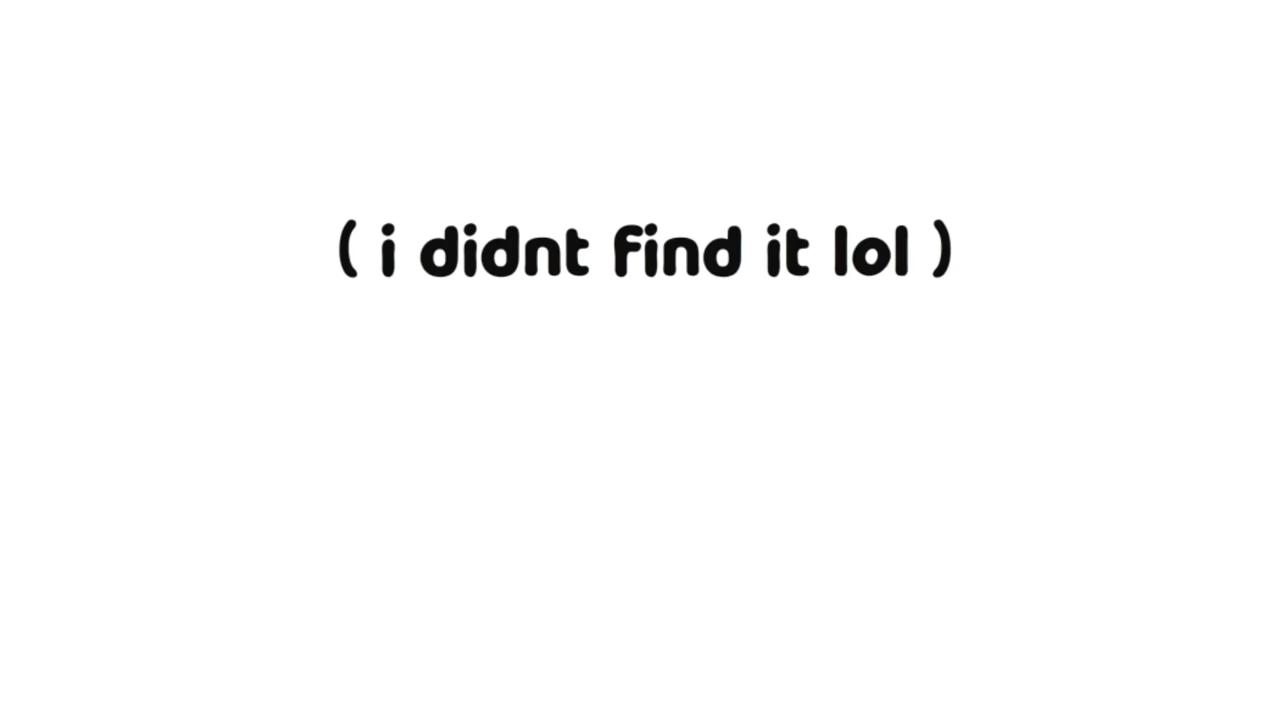 ( i didnt find it lol )